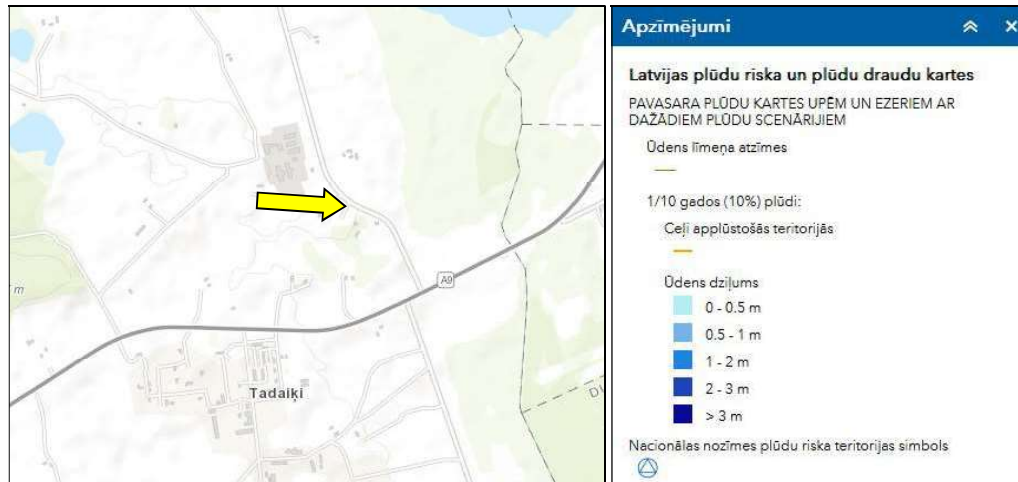 A9
m
Tadaiķi
Apzīmējumi
Latvijas plūdu riska un plūdu draudu kartes
PAVASARA PLŪDU KARTES UPĒM UN EZERIEM AR
DAŽĀDIEM PLŪDU SCENĀRIJIEM
Ūdens līmeņa atzīmes
1/10 gados (10%) plūdi:
Ceļi applūstošās teritorijās
Ūdens dziļums
0 - 0.5 m
0.5 - 1 m
1 - 2 m
2 - 3 m
> 3 m
Nacionālas nozīmes plūdu riska teritorijas simbols